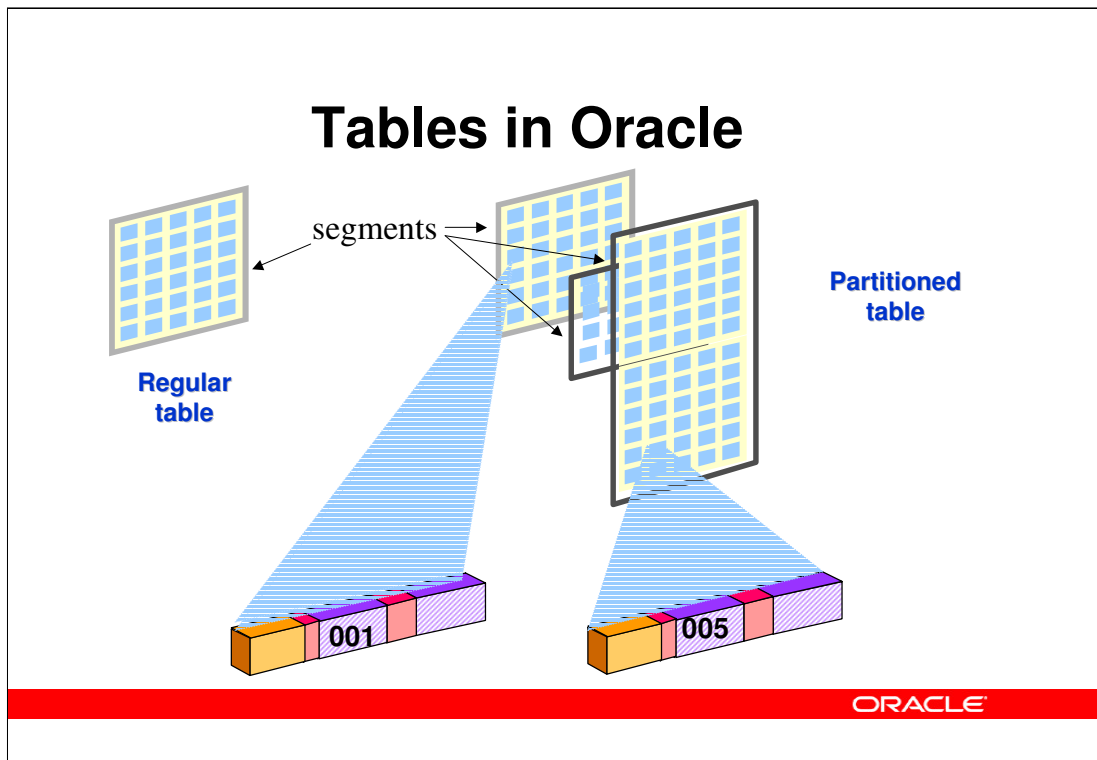 Tables in Oracle
segments
Partitioned
table
Regular
table
001
005
ORACLE®